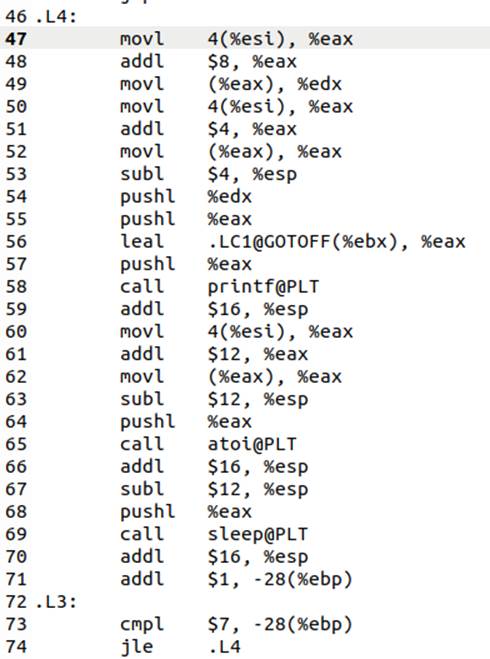 46 .L4:
47 movl 4(%esi), %eax
48 addl $8, %eax
49 movl (%eax), %edx
50 movl 4(%esi), %eax
51 addl $4, %eax
52 movl (%eax), %eax
53 subl $4, %esp
54 pushl %edx
55 pushl %eax
56 leal .LC1@GOTOFF(%ebx), %eax
57 pushl %eax
58 call printf@PLT
59 addl $16, %esp
60 movl 4(%esi), %eax
61 addl $12, %eax
62 movl (%eax), %eax
63 subl $12, %esp
64 pushl %eax
65 call atoi@PLT
66 addl $16, %esp
67 subl $12, %esp
68 pushl %eax
69 call sleep@PLT
70 addl $16, %esp
71 addl $1, -28(%ebp)
72 .L3:
73 cmpl $7, -28(%ebp)
74 jle .L4